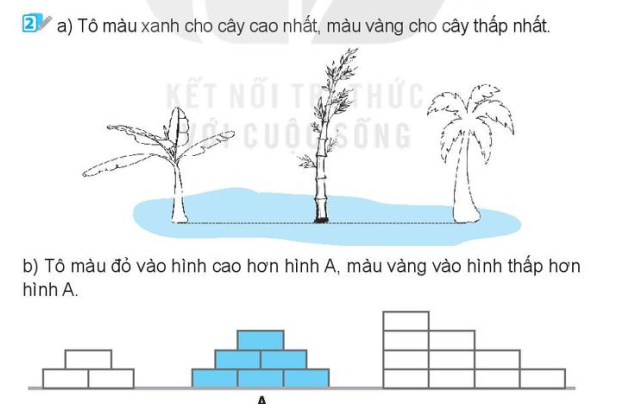 2 a) Tô màu xanh cho cây cao nhất, màu vàng cho cây thấp nhất.
KẾT NỐI TRI THỨC
VỚI CUỘC SỐNG
b) Tô màu đỏ vào hình cao hơn hình A, màu vàng vào hình thấp hơn
hình A.
A